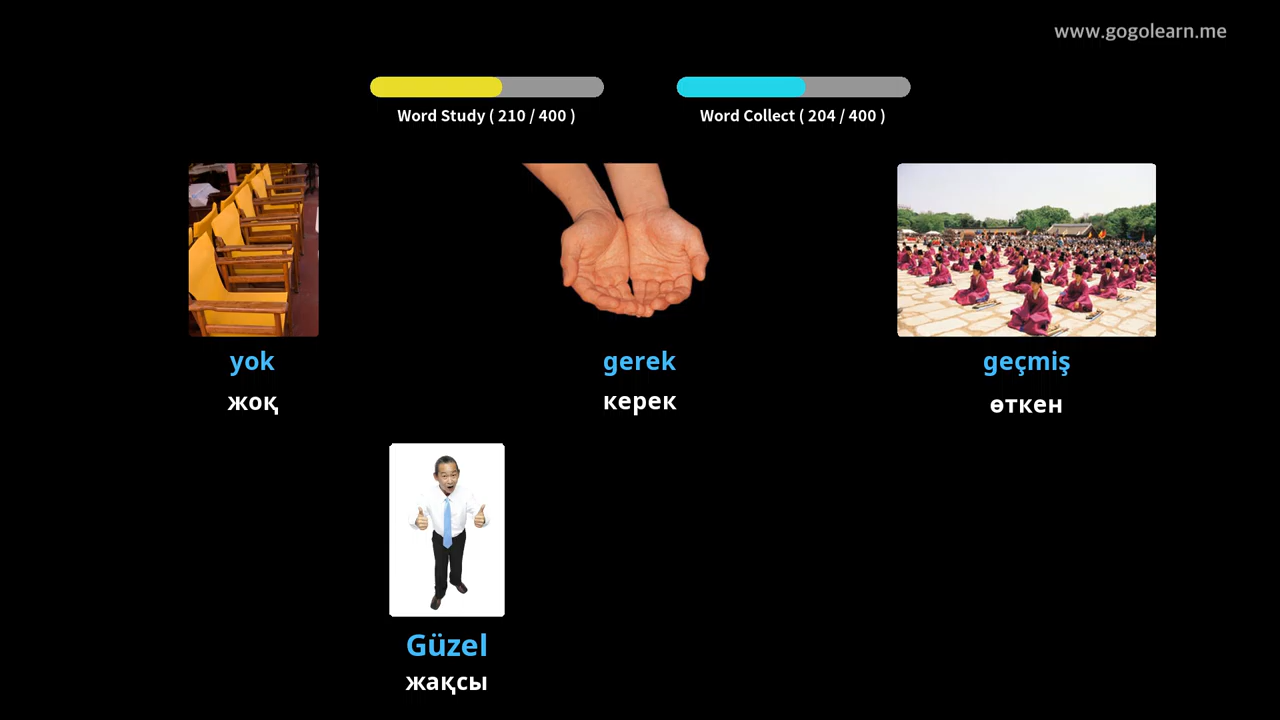 www.gogolearn.me
Word Study ( 210 / 400 )
Word Collect ( 204 / 400 )
yok
жоқ
gerek
керек
geçmiş
өткен
Güzel
жақсы